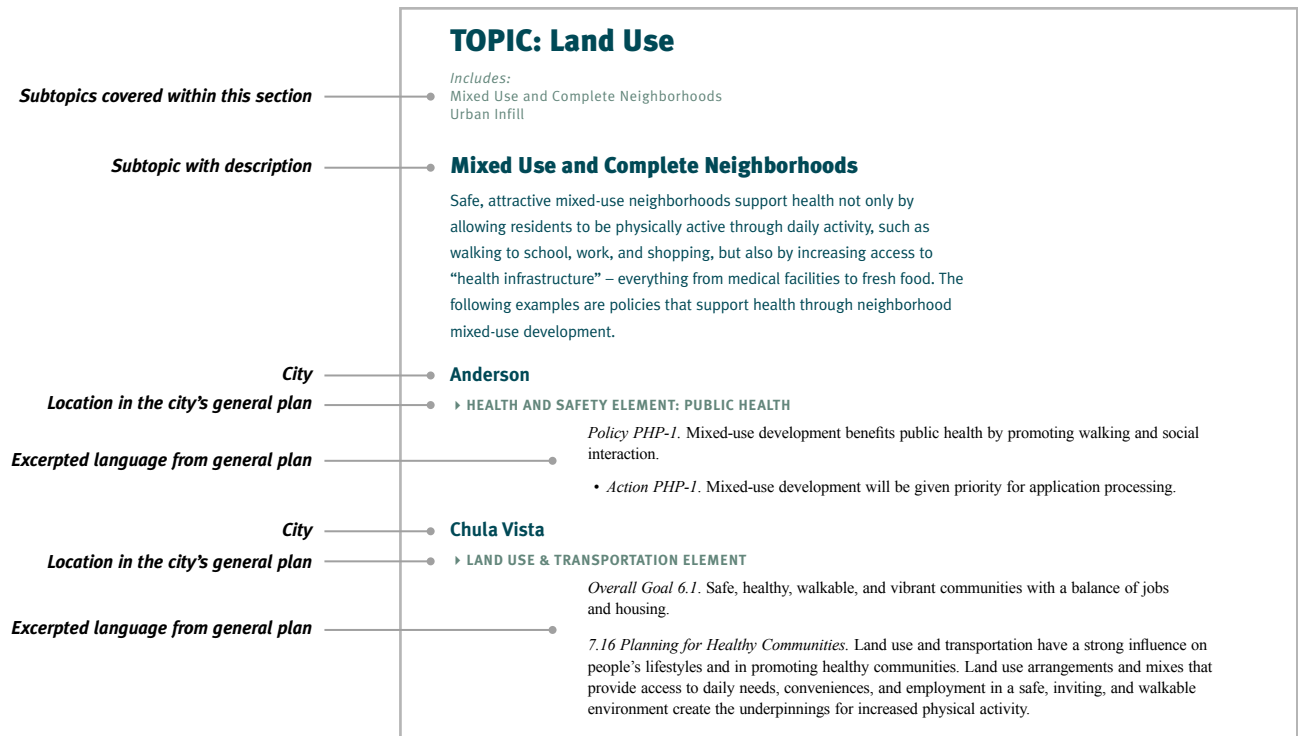 TOPIC: Land Use
Includes:
Subtopics covered within this section
Mixed Use and Complete Neighborhoods
Urban Infill
Subtopic with description
Mixed Use and Complete Neighborhoods
Safe, attractive mixed-use neighborhoods support health not only by
allowing residents to be physically active through daily activity, such as
walking to school, work, and shopping, but also by increasing access to
“health infrastructure” – everything from medical facilities to fresh food. The
following examples are policies that support health through neighborhood
mixed-use development.
City
Anderson
Location in the city’s general plan
HEALTH AND SAFETY ELEMENT: PUBLIC HEALTH
Policy PHP-1. Mixed-use development benefits public health by promoting walking and social
interaction.
Excerpted language from general plan
• Action PHP-1. Mixed-use development will be given priority for application processing.
City
Chula Vista
Location in the city’s general plan
LAND USE & TRANSPORTATION ELEMENT
Overall Goal 6.1. Safe, healthy, walkable, and vibrant communities with a balance of jobs
and housing.
Excerpted language from general plan
7.16 Planning for Healthy Communities. Land use and transportation have a strong influence on
people’s lifestyles and in promoting healthy communities. Land use arrangements and mixes that
provide access to daily needs, conveniences, and employment in a safe, inviting, and walkable
environment create the underpinnings for increased physical activity.